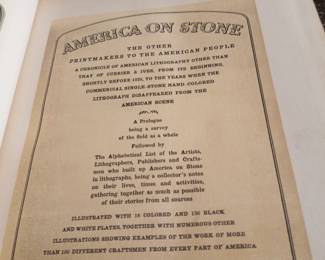 AMERICA ON STONE
THE OTHER
PRINTMAKERS TO THE AMERICAN PEOPLE
A CHRONICLE OF AMERICAN LITHOGRAPHY OTHER THAN
THAT OF CURRIER & IVES, FROM ITS BEGINNING,
SHORTLY BEFORE 1820, TO THE YEARS WHEN THE
COMMERCIAL SINGLE-STONE HAND-COLORED
LITHOGRAPH DISAPPEARED FROM THE
AMERICAN SCENE
A Prologue
being a survey
of the field as a whole
Followed by
The Alphabetical List of the Artists,
Lithographers, Publishers and Crafts-
men who built up America on Stone
in lithographs, being a collector's notes
on their lives, times and activities,
gathering together as much as possible
of their stories from all sources
ILLUSTRATED WITH 18 COLORED AND 136 BLACK
AND WHITE PLATES, TOGETHER WITH NUMEROUS OTHER
ILLUSTRATIONS SHOWING EXAMPLES OF THE WORK OF MORE
THAN 100 DIFFERENT CRAFTSMEN FROM EVERY PART OF AMERICA